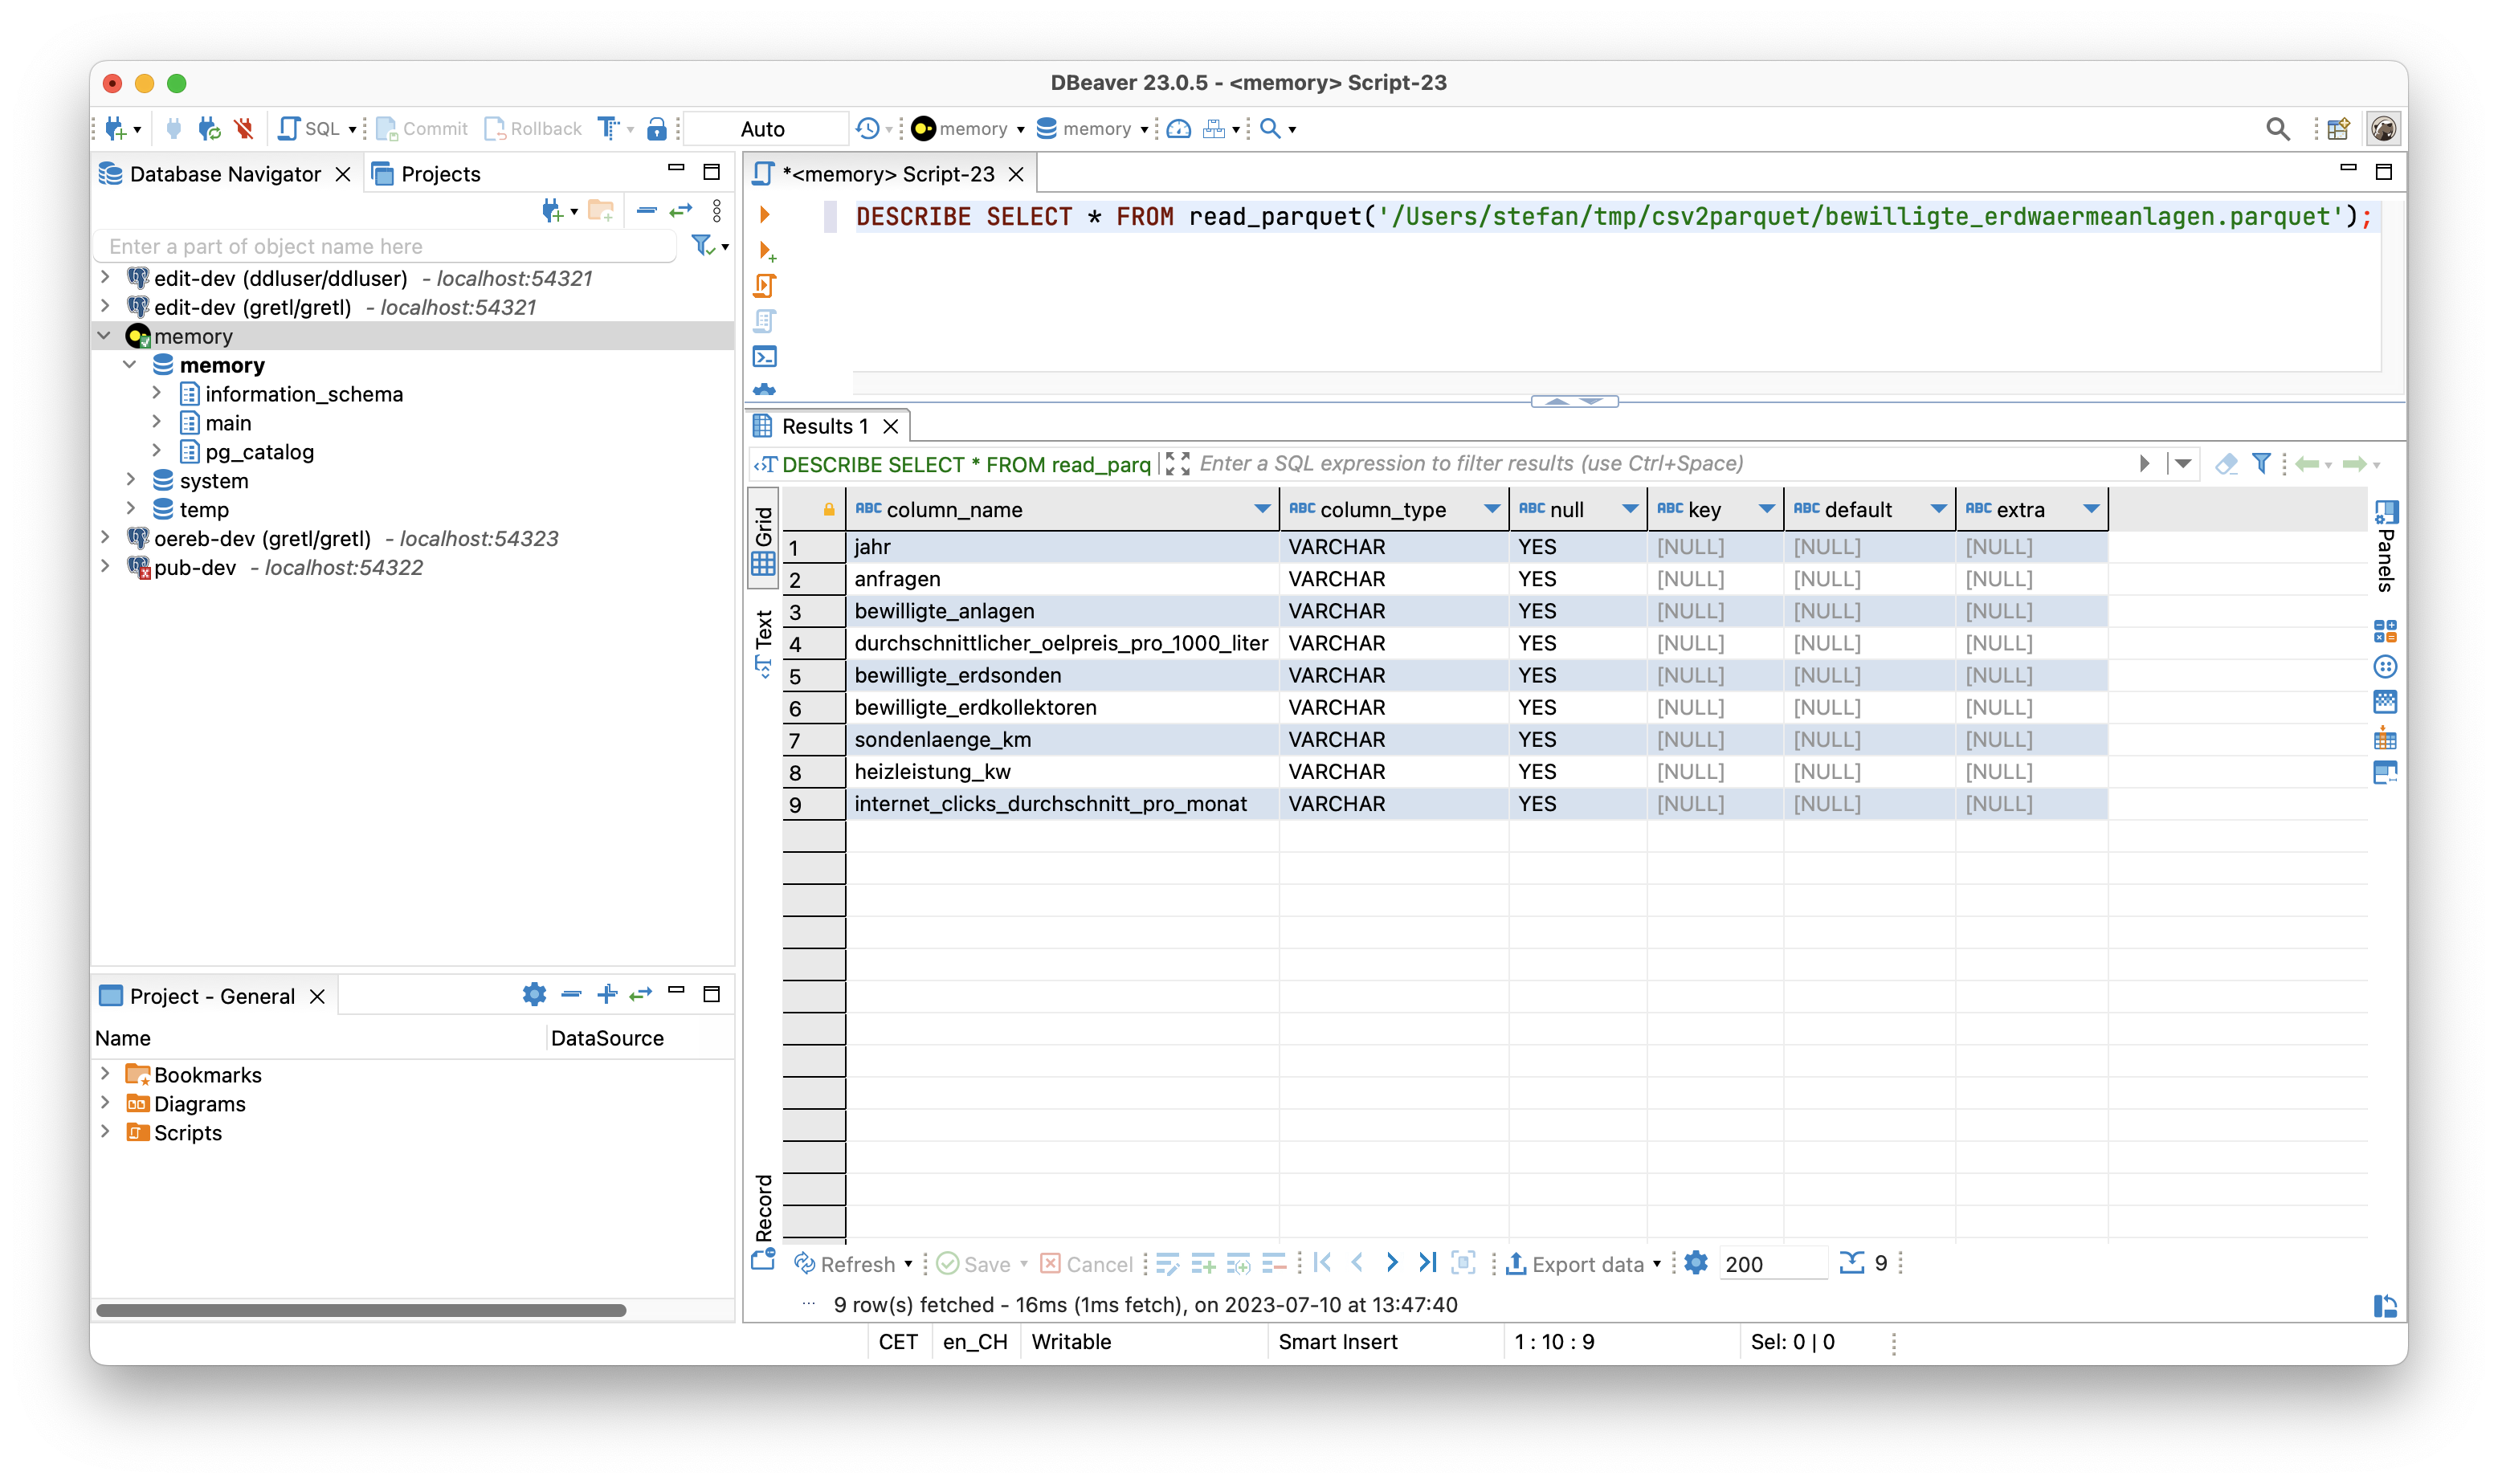 DBeaver 23.0.5 - <memory> Script-23
SQL Commit Rollback Auto memory memory
Database Navigator Projects
Enter a part of object name here
edit-dev (ddluser/ddluser) - localhost:54321
edit-dev (gretl/gretl) - localhost:54321
memory
memory
information_schema
main
pg_catalog
system
temp
oereb-dev (gretl/gretl) - localhost:54323
pub-dev - localhost:54322
Project - General
Name DataSource
Bookmarks
Diagrams
Scripts
*<memory> Script-23
DESCRIBE SELECT * FROM read_parquet('/Users/stefan/tmp/csv2parquet/bewilligte_erdwaermeanlagen.parquet');
Results 1
DESCRIBE SELECT * FROM read_parq Enter a SQL expression to filter results (use Ctrl+Space)
Grid
Text
Record
Panels
ABC column_name ABC column_type ABC null ABC key ABC default ABC extra
1 jahr VARCHAR YES [NULL] [NULL] [NULL]
2 anfragen VARCHAR YES [NULL] [NULL] [NULL]
3 bewilligte_anlagen VARCHAR YES [NULL] [NULL] [NULL]
4 durchschnittlicher_oelpreis_pro_1000_liter VARCHAR YES [NULL] [NULL] [NULL]
5 bewilligte_erdsonden VARCHAR YES [NULL] [NULL] [NULL]
6 bewilligte_erdkollektoren VARCHAR YES [NULL] [NULL] [NULL]
7 sondenlaenge_km VARCHAR YES [NULL] [NULL] [NULL]
8 heizleistung_kw VARCHAR YES [NULL] [NULL] [NULL]
9 internet_clicks_durchschnitt_pro_monat VARCHAR YES [NULL] [NULL] [NULL]
Refresh Save Cancel Export data 200 9
9 row(s) fetched - 16ms (1ms fetch), on 2023-07-10 at 13:47:40
CET en_CH Writable Smart Insert 1 : 10 : 9 Sel: 0 | 0